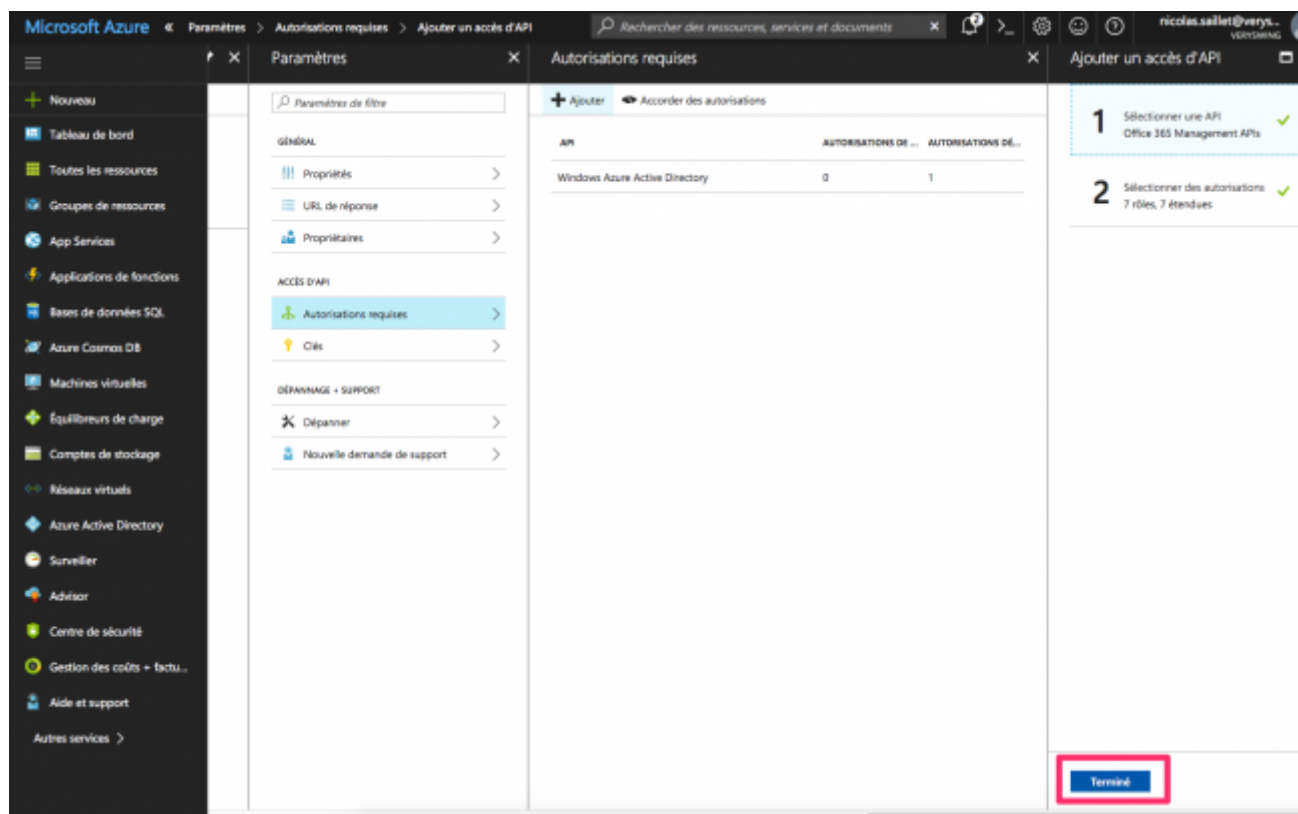 Microsoft Azure « Paramètres > Autorisations requises > Ajouter un accès d'API
Rechercher des ressources, services et documents
nicolas.saillet@verys...
VERYSWING
Paramètres
Autorisations requises
Ajouter un accès d'API
Nouveau
Tableau de bord
Toutes les ressources
Groupes de ressources
App Services
Applications de fonctions
Bases de données SQL
Azure Cosmos DB
Machines virtuelles
Équilibreurs de charge
Comptes de stockage
Réseaux virtuels
Azure Active Directory
Surveiller
Advisor
Centre de sécurité
Gestion des coûts + factu...
Aide et support
Autres services >
Paramètres de filtre
GÉNÉRAL
Propriétés
URL de réponse
Propriétaires
ACCÈS D'API
Autorisations requises
Clés
DÉPANNAGE + SUPPORT
Dépanner
Nouvelle demande de support
Ajouter
Accorder des autorisations
API AUTORISATIONS DE ... AUTORISATIONS DÉ...
Windows Azure Active Directory 0 1
1 Sélectionner une API
Office 365 Management APIs
2 Sélectionner des autorisations
7 rôles, 7 étendues
Terminé